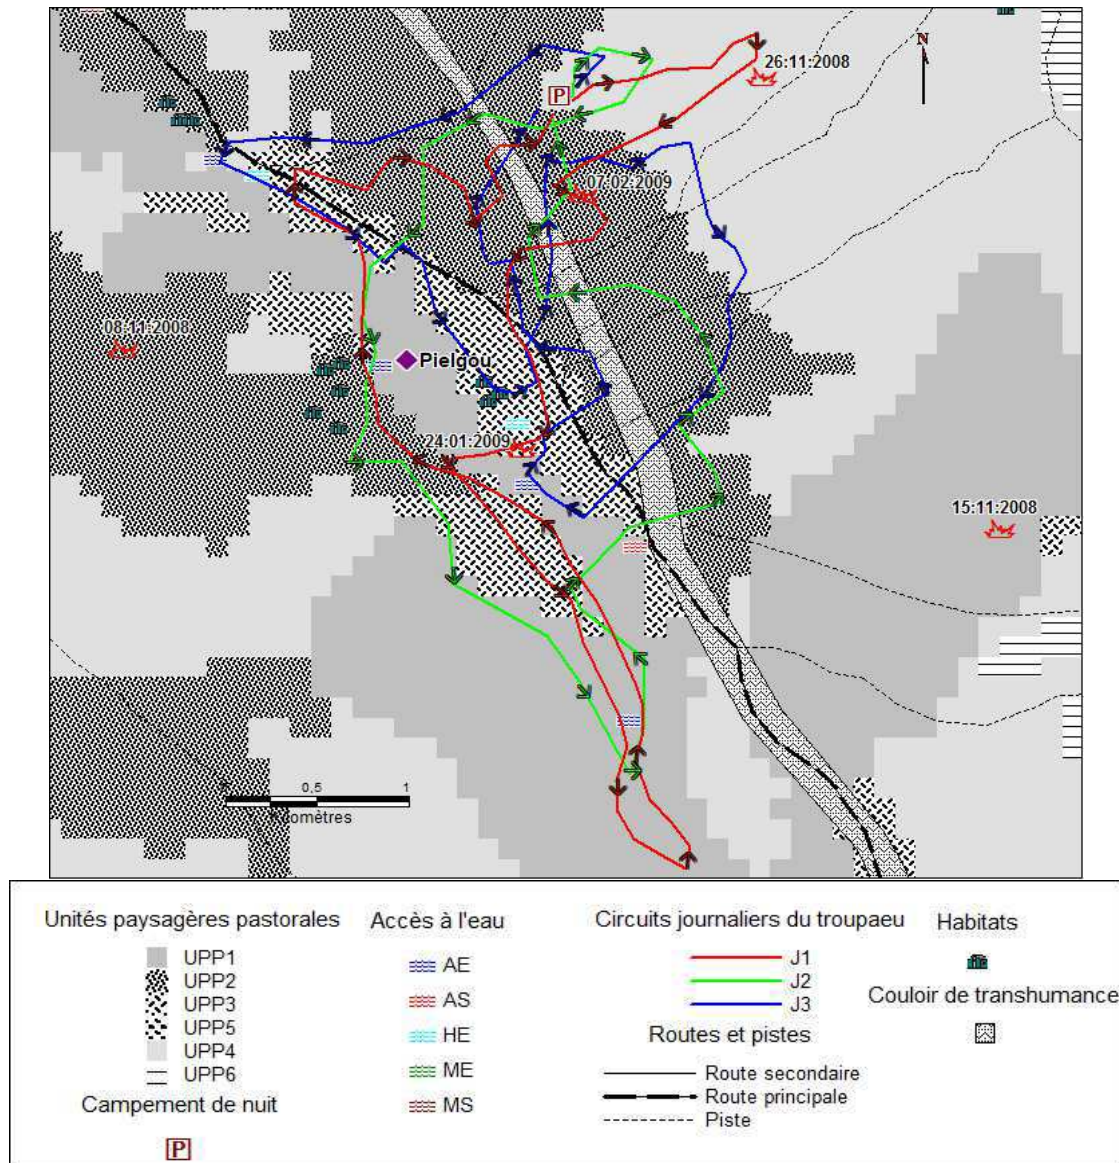 N
26:11:2008
P
07:02:2009
08:11:2008
Pielgou
24:01:2009
15:11:2008
0,5
1
Unités paysagères pastorales
UPP1
UPP2
UPP3
UPP5
UPP4
UPP6
Campement de nuit
P
Accès à l'eau
AE
AS
HE
ME
MS
Circuits journaliers du troupaeu
J1
J2
J3
Routes et pistes
Route secondaire
Route principale
Piste
Habitats
Couloir de transhumance